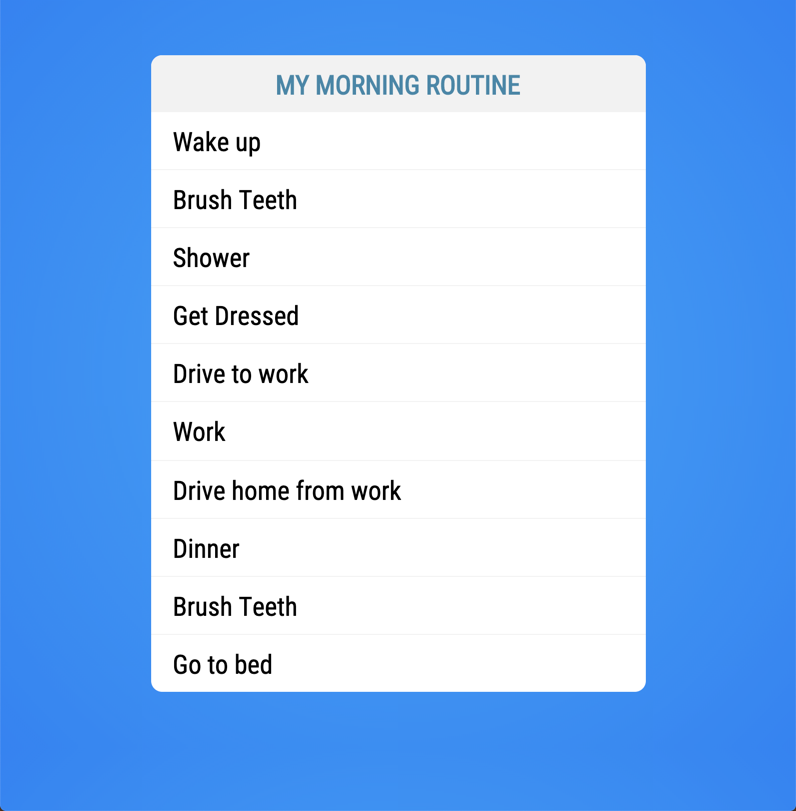 MY MORNING ROUTINE
Wake up
Brush Teeth
Shower
Get Dressed
Drive to work
Work
Drive home from work
Dinner
Brush Teeth
Go to bed